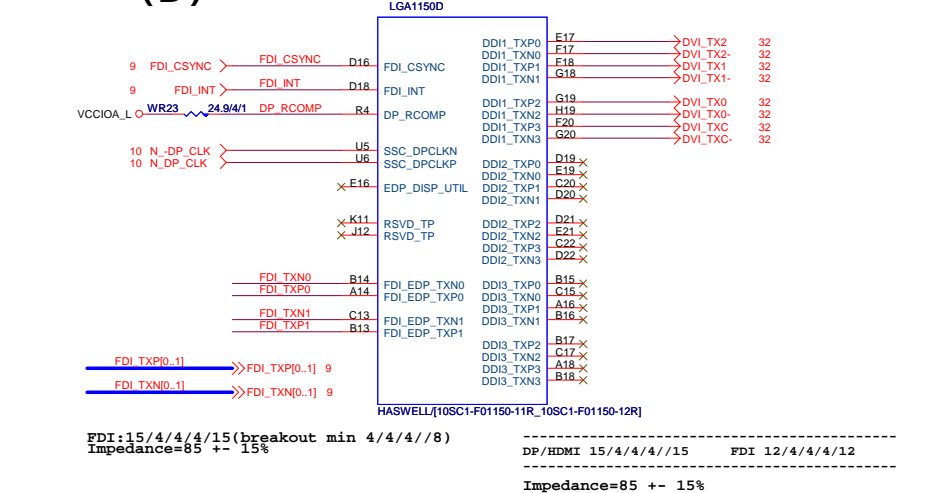 (D)
LGA1150D
9 FDI_CSYNC FDI_CSYNC D16 FDI_CSYNC
9 FDI_INT FDI_INT D18 FDI_INT
VCCIOA_L WR23 24.9/4/1 DP_RCOMP R4 DP_RCOMP
10 N_-DP_CLK U5 SSC_DPCLKN
10 N_DP_CLK U6 SSC_DPCLKP
E16 EDP_DISP_UTIL
K11 RSVD_TP
J12 RSVD_TP
FDI_TXN0 B14 FDI_EDP_TXN0
FDI_TXP0 A14 FDI_EDP_TXP0
FDI_TXN1 C13 FDI_EDP_TXN1
FDI_TXP1 B13 FDI_EDP_TXP1
FDI_TXP[0..1] FDI_TXP[0..1] 9
FDI_TXN[0..1] FDI_TXN[0..1] 9
DDI1_TXP0 E17 DVI_TX2 32
DDI1_TXN0 F17 DVI_TX2- 32
DDI1_TXP1 F18 DVI_TX1 32
DDI1_TXN1 G18 DVI_TX1- 32
DDI1_TXP2 G19 DVI_TX0 32
DDI1_TXN2 H19 DVI_TX0- 32
DDI1_TXP3 F20 DVI_TXC 32
DDI1_TXN3 G20 DVI_TXC- 32
DDI2_TXP0 D19
DDI2_TXN0 E19
DDI2_TXP1 C20
DDI2_TXN1 D20
DDI2_TXP2 D21
DDI2_TXN2 E21
DDI2_TXP3 C22
DDI2_TXN3 D22
DDI3_TXP0 B15
DDI3_TXN0 C15
DDI3_TXP1 A16
DDI3_TXN1 B16
DDI3_TXP2 B17
DDI3_TXN2 C17
DDI3_TXP3 A18
DDI3_TXN3 B18
HASWELL/[10SC1-F01150-11R_10SC1-F01150-12R]
FDI:15/4/4/4/15(breakout min 4/4/4//8)
Impedance=85 +- 15%
DP/HDMI 15/4/4/4//15 FDI 12/4/4/4/12
Impedance=85 +- 15%